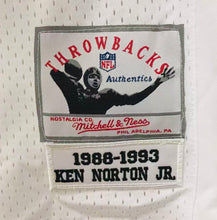 THROWBACKS
NFL
Authentics
NOSTALGIA CO.
Mitchell & Ness
PHILADELPHIA, PA
1988-1993
KEN NORTON JR.